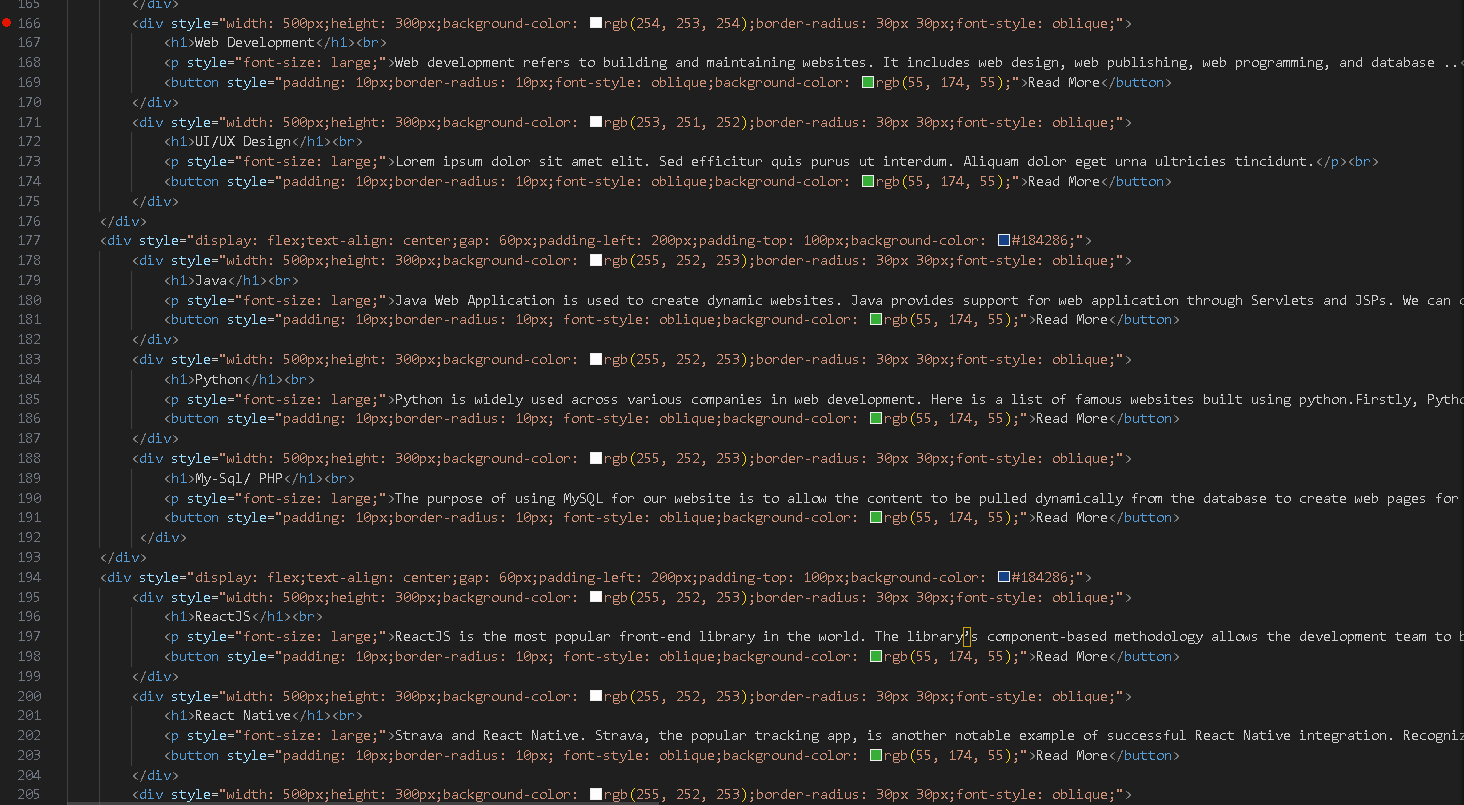 165 </div>
166 <div style="width: 500px;height: 300px;background-color: rgb(254, 253, 254);border-radius: 30px 30px;font-style: oblique;">
167 <h1>Web Development</h1><br>
168 <p style="font-size: large;">Web development refers to building and maintaining websites. It includes web design, web publishing, web programming, and database ..<
169 <button style="padding: 10px;border-radius: 10px;font-style: oblique;background-color: rgb(55, 174, 55);">Read More</button>
170 </div>
171 <div style="width: 500px;height: 300px;background-color: rgb(253, 251, 252);border-radius: 30px 30px;font-style: oblique;">
172 <h1>UI/UX Design</h1><br>
173 <p style="font-size: large;">Lorem ipsum dolor sit amet elit. Sed efficitur quis purus ut interdum. Aliquam dolor eget urna ultricies tincidunt.</p><br>
174 <button style="padding: 10px;border-radius: 10px;font-style: oblique;background-color: rgb(55, 174, 55);">Read More</button>
175 </div>
176 </div>
177 <div style="display: flex;text-align: center;gap: 60px;padding-left: 200px;padding-top: 100px;background-color: #184286;">
178 <div style="width: 500px;height: 300px;background-color: rgb(255, 252, 253);border-radius: 30px 30px;font-style: oblique;">
179 <h1>Java</h1><br>
180 <p style="font-size: large;">Java Web Application is used to create dynamic websites. Java provides support for web application through Servlets and JSPs. We can
181 <button style="padding: 10px;border-radius: 10px; font-style: oblique;background-color: rgb(55, 174, 55);">Read More</button>
182 </div>
183 <div style="width: 500px;height: 300px;background-color: rgb(255, 252, 253);border-radius: 30px 30px;font-style: oblique;">
184 <h1>Python</h1><br>
185 <p style="font-size: large;">Python is widely used across various companies in web development. Here is a list of famous websites built using python.Firstly, Pytho
186 <button style="padding: 10px;border-radius: 10px; font-style: oblique;background-color: rgb(55, 174, 55);">Read More</button>
187 </div>
188 <div style="width: 500px;height: 300px;background-color: rgb(255, 252, 253);border-radius: 30px 30px;font-style: oblique;">
189 <h1>My-Sql/ PHP</h1><br>
190 <p style="font-size: large;">The purpose of using MySQL for our website is to allow the content to be pulled dynamically from the database to create web pages for
191 <button style="padding: 10px;border-radius: 10px; font-style: oblique;background-color: rgb(55, 174, 55);">Read More</button>
192 </div>
193 </div>
194 <div style="display: flex;text-align: center;gap: 60px;padding-left: 200px;padding-top: 100px;background-color: #184286;">
195 <div style="width: 500px;height: 300px;background-color: rgb(255, 252, 253);border-radius: 30px 30px;font-style: oblique;">
196 <h1>ReactJS</h1><br>
197 <p style="font-size: large;">ReactJS is the most popular front-end library in the world. The library’s component-based methodology allows the development team to b
198 <button style="padding: 10px;border-radius: 10px; font-style: oblique;background-color: rgb(55, 174, 55);">Read More</button>
199 </div>
200 <div style="width: 500px;height: 300px;background-color: rgb(255, 252, 253);border-radius: 30px 30px;font-style: oblique;">
201 <h1>React Native</h1><br>
202 <p style="font-size: large;">Strava and React Native. Strava, the popular tracking app, is another notable example of successful React Native integration. Recogniz
203 <button style="padding: 10px;border-radius: 10px; font-style: oblique;background-color: rgb(55, 174, 55);">Read More</button>
204 </div>
205 <div style="width: 500px;height: 300px;background-color: rgb(255, 252, 253);border-radius: 30px 30px;font-style: oblique;">